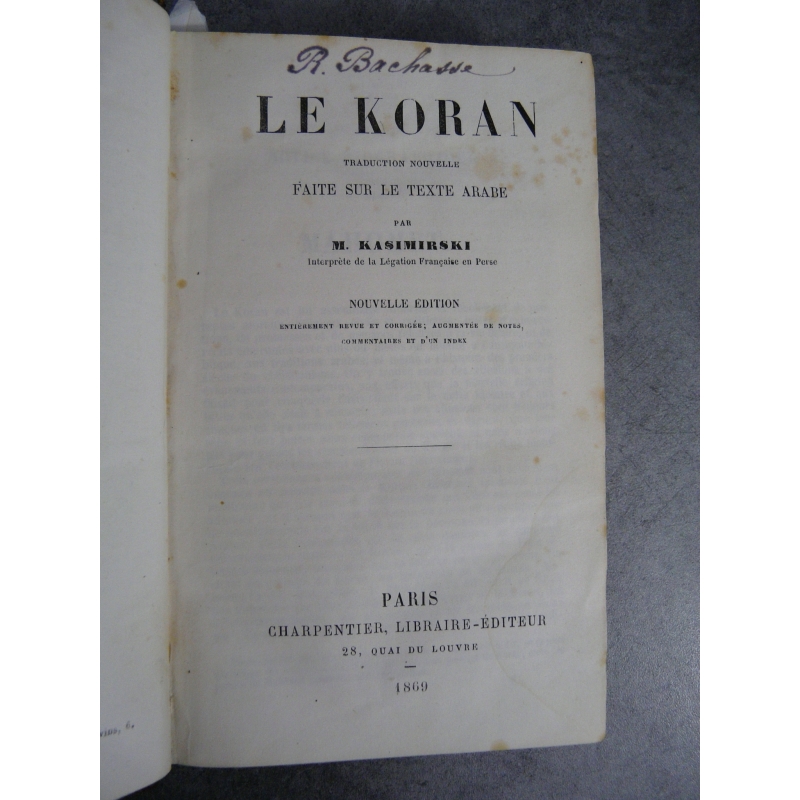 R. Bachasse
LE KORAN
TRADUCTION NOUVELLE
FAITE SUR LE TEXTE ARABE
PAR
M. KASIMIRSKI
Interprète de la Légation Française en Perse
NOUVELLE ÉDITION
ENTIÈREMENT REVUE ET CORRIGÉE; AUGMENTÉE DE NOTES,
COMMENTAIRES ET D'UN INDEX
PARIS
CHARPENTIER, LIBRAIRE-ÉDITEUR
28, QUAI DU LOUVRE
1869